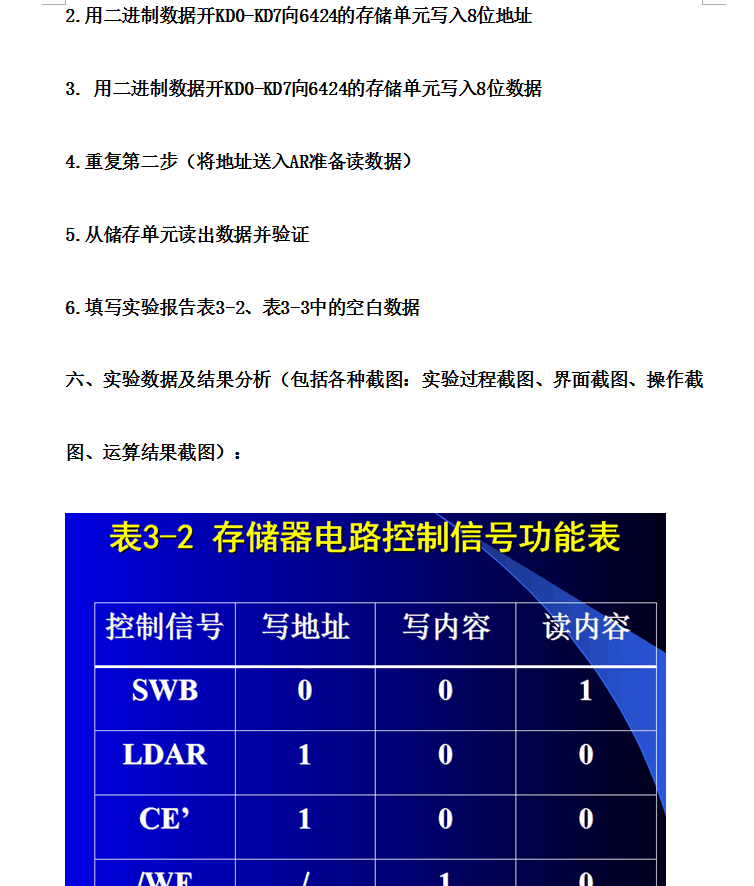 2.用二进制数据开KD0-KD7向6424的存储单元写入8位地址
3. 用二进制数据开KD0-KD7向6424的存储单元写入8位数据
4.重复第二步（将地址送入AR准备读数据）
5.从储存单元读出数据并验证
6.填写实验报告表3-2、表3-3中的空白数据
六、实验数据及结果分析（包括各种截图：实验过程截图、界面截图、操作截
图、运算结果截图）：
表3-2 存储器电路控制信号功能表
控制信号 写地址 写内容 读内容
SWB 0 0 1
LDAR 1 0 0
CE’ 1 0 0
/WE / 1 0